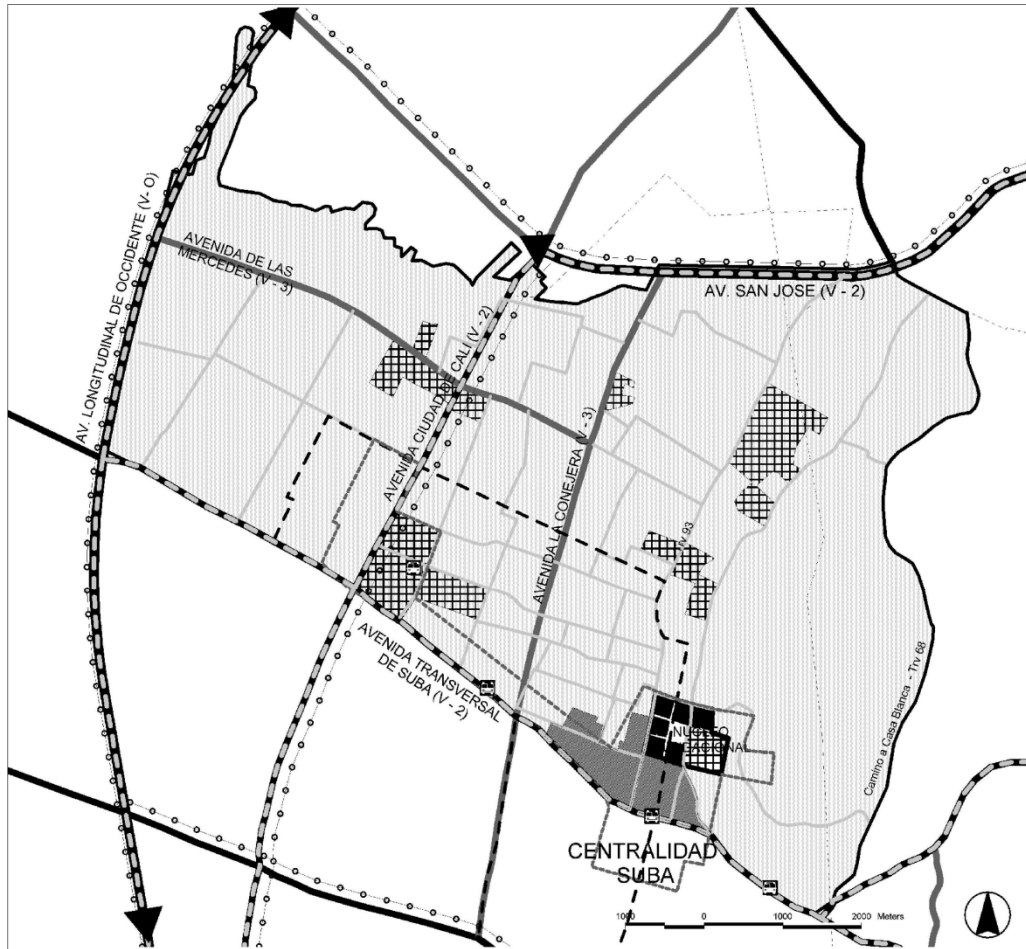 AV. LONGITUDINAL DE OCCIDENTE (V - O)
AVENIDA DE LAS
MERCEDES (V - 3)
AVENIDA CIUDAD DE CALI (V - 2)
AV. SAN JOSE (V - 2)
AVENIDA LA CONEJERA (V - 3)
Trv 93
AVENIDA TRANSVERSAL
DE SUBA (V - 2)
NUCLEO
Camino a Casa Blanca - Trv 68
CENTRALIDAD
SUBA
1000 0 1000 2000 Meters